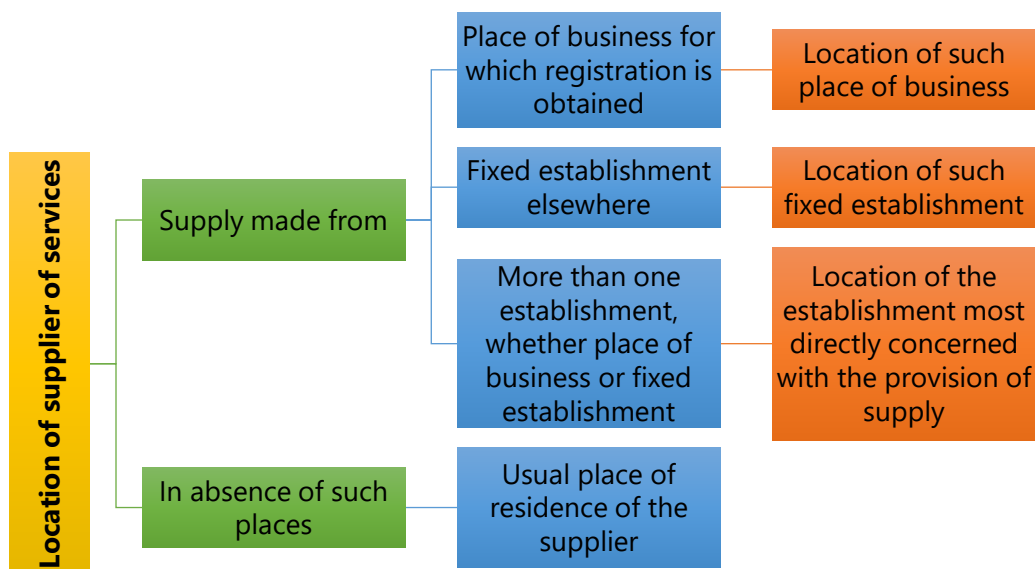 Location of supplier of services
Supply made from
Place of business for
which registration is
obtained
Location of such
place of business
Fixed establishment
elsewhere
Location of such
fixed establishment
More than one
establishment,
whether place of
business or fixed
establishment
Location of the
establishment most
directly concerned
with the provision of
supply
In absence of such
places
Usual place of
residence of the
supplier